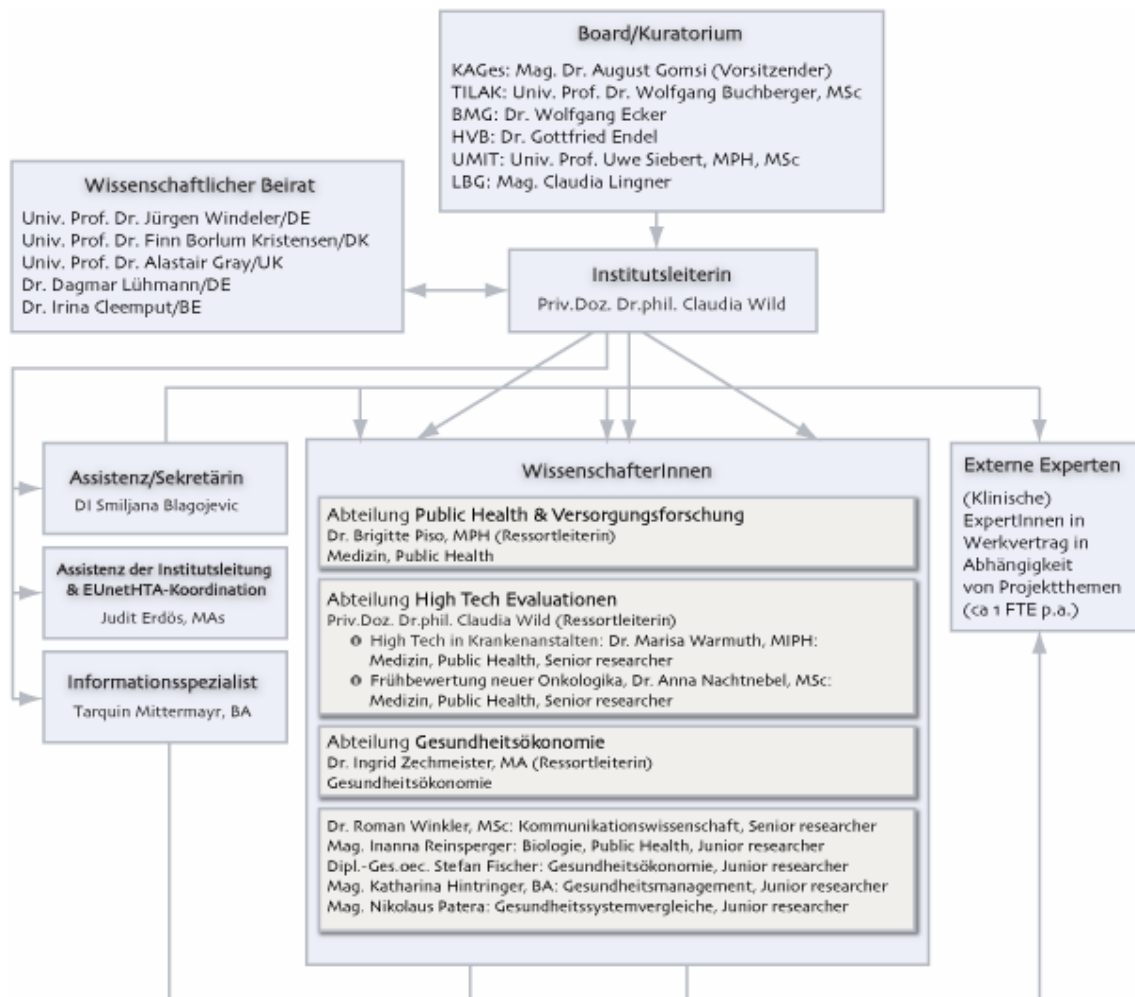 Board/Kuratorium
KAGes: Mag. Dr. August Gomsi (Vorsitzender)
TILAK: Univ. Prof. Dr. Wolfgang Buchberger, MSc
BMG: Dr. Wolfgang Ecker
HVB: Dr. Gottfried Endel
UMIT: Univ. Prof. Uwe Siebert, MPH, MSc
LBG: Mag. Claudia Lingner
Wissenschaftlicher Beirat
Univ. Prof. Dr. Jürgen Windeler/DE
Univ. Prof. Dr. Finn Borlum Kristensen/DK
Univ. Prof. Dr. Alastair Gray/UK
Dr. Dagmar Lühmann/DE
Dr. Irina Cleemput/BE
Institutsleiterin
Priv.Doz. Dr.phil. Claudia Wild
Assistenz/Sekretärin
DI Smiljana Blagojevic
Assistenz der Institutsleitung
& EUnetHTA-Koordination
Judit Erdös, MAs
Informationsspezialist
Tarquin Mittermayr, BA
WissenschafterInnen
Abteilung Public Health & Versorgungsforschung
Dr. Brigitte Piso, MPH (Ressortleiterin)
Medizin, Public Health
Abteilung High Tech Evaluationen
Priv.Doz. Dr.phil. Claudia Wild (Ressortleiterin)
High Tech in Krankenanstalten: Dr. Marisa Warmuth, MIPH:
Medizin, Public Health, Senior researcher
Frühbewertung neuer Onkologika, Dr. Anna Nachtnebel, MSc:
Medizin, Public Health, Senior researcher
Abteilung Gesundheitsökonomie
Dr. Ingrid Zechmeister, MA (Ressortleiterin)
Gesundheitsökonomie
Dr. Roman Winkler, MSc: Kommunikationswissenschaft, Senior researcher
Mag. Inanna Reinsperger: Biologie, Public Health, Junior researcher
Dipl.-Ges.oec. Stefan Fischer: Gesundheitsökonomie, Junior researcher
Mag. Katharina Hintringer, BA: Gesundheitsmanagement, Junior researcher
Mag. Nikolaus Patera: Gesundheitssystemvergleiche, Junior researcher
Externe Experten
(Klinische)
ExpertInnen in
Werkvertrag in
Abhängigkeit
von Projektthemen
(ca 1 FTE p.a.)